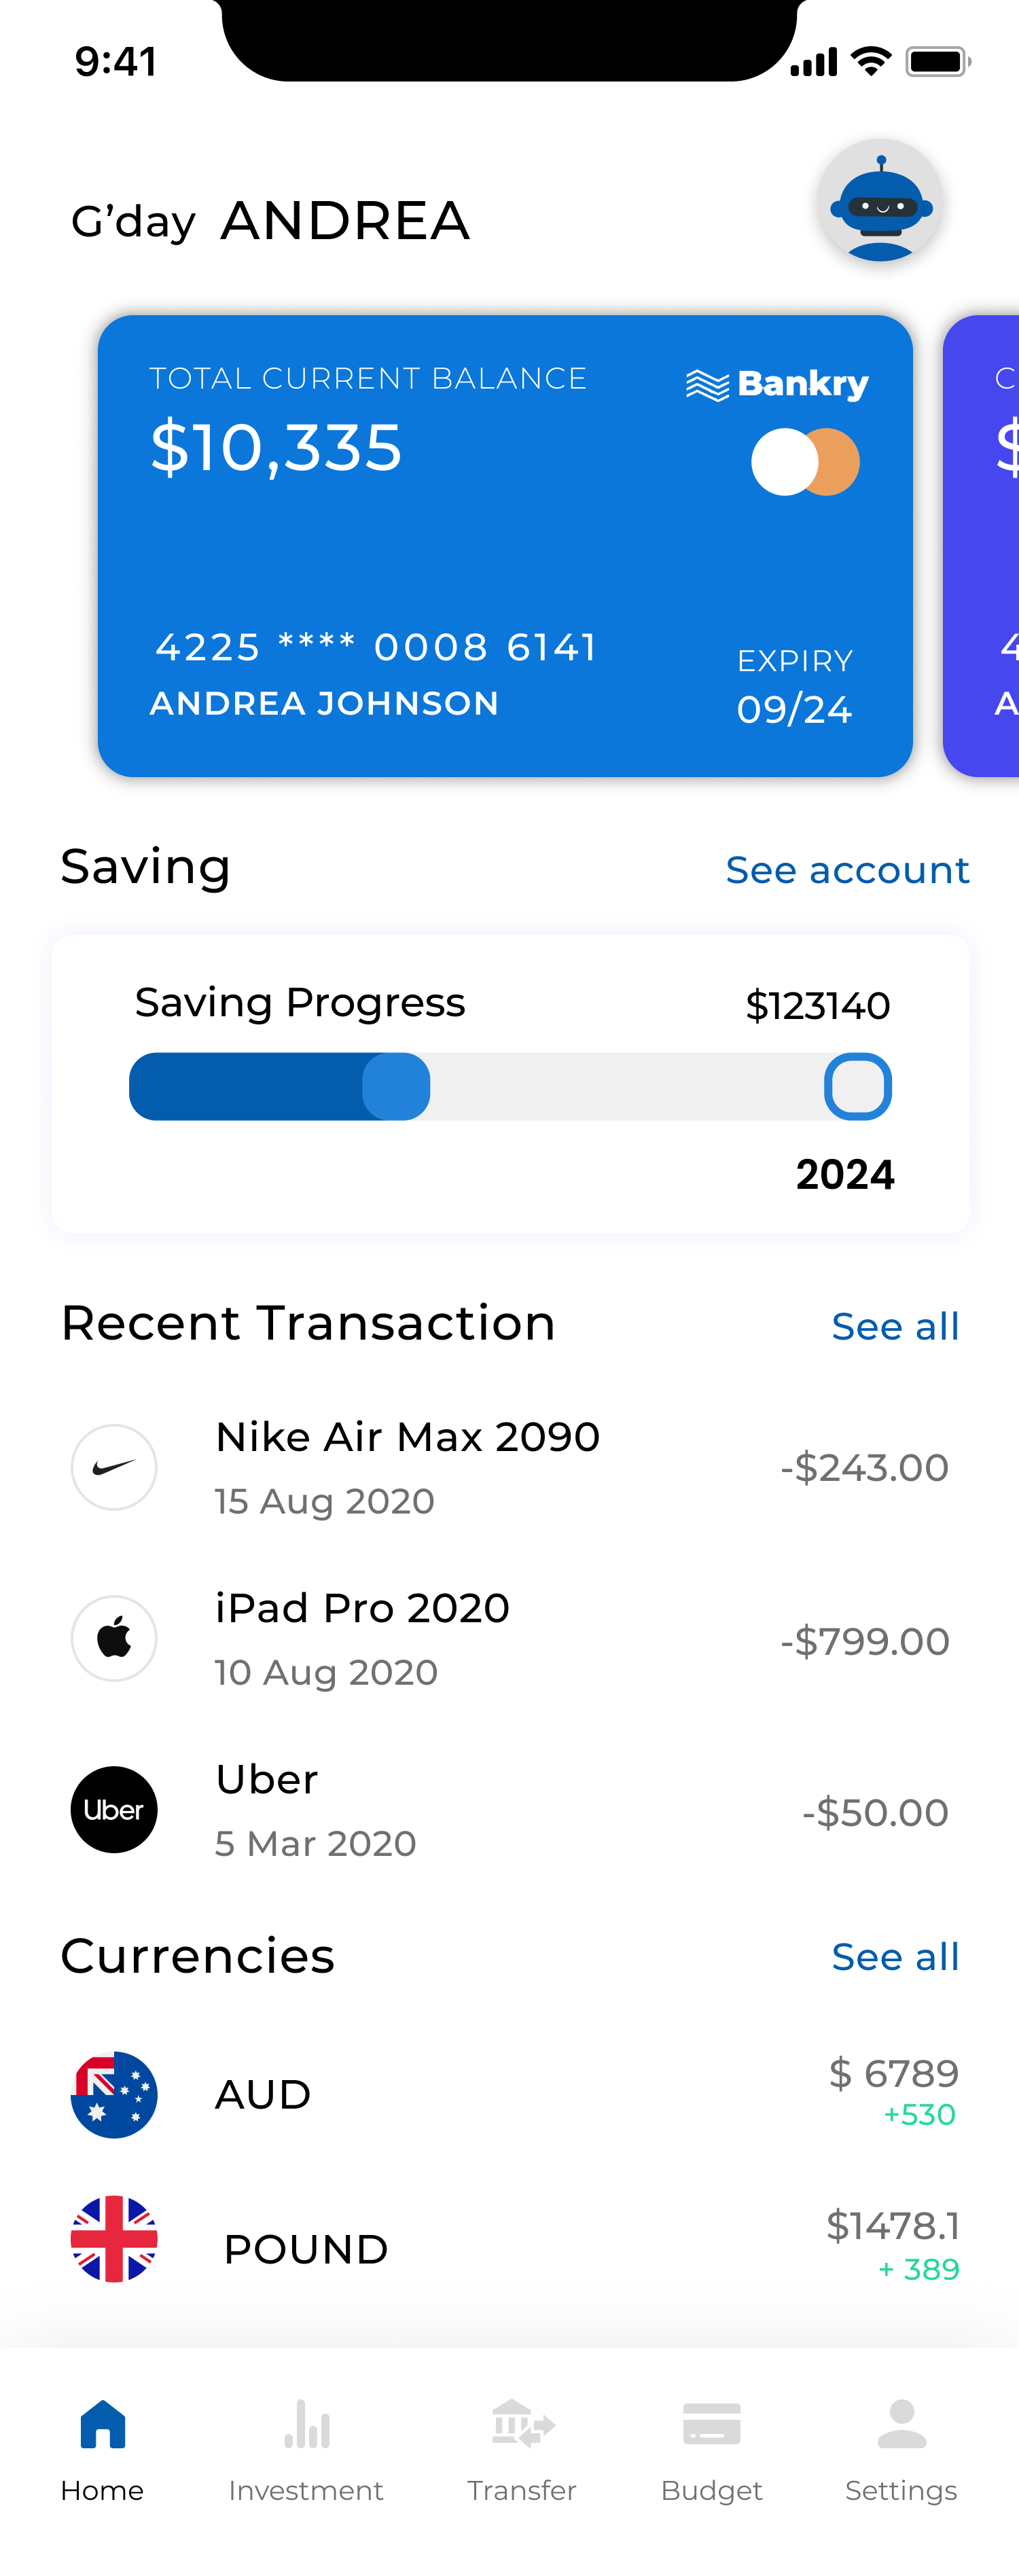 9:41
G’day ANDREA
TOTAL CURRENT BALANCE
Bankry
$10,335
4225 **** 0008 6141
EXPIRY
ANDREA JOHNSON
09/24
C
$
4
A
Saving
See account
Saving Progress
$123140
2024
Recent Transaction
See all
Nike Air Max 2090
15 Aug 2020
-$243.00
iPad Pro 2020
10 Aug 2020
-$799.00
Uber
Uber
5 Mar 2020
-$50.00
Currencies
See all
AUD
$ 6789
+530
POUND
$1478.1
+ 389
Home
Investment
Transfer
Budget
Settings